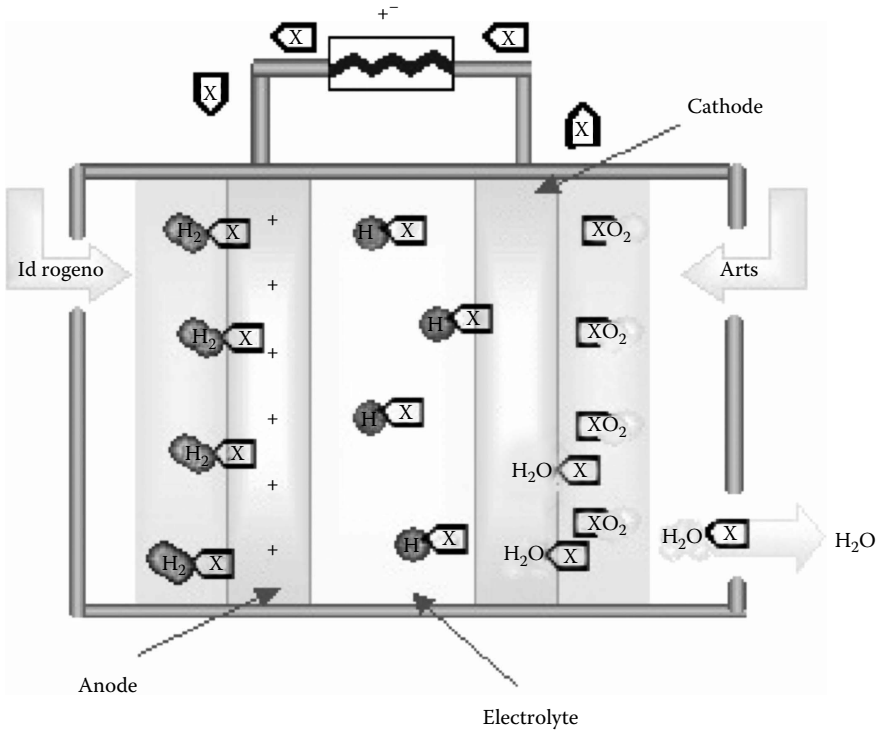 +−
X
X
X
X
Cathode
H2 X + H X XO2
Id rogeno
Arts
+
H X
H2 X
XO2
+
H X
+
XO2
H2 X
H2O X
+
XO2
H2O X
H2O
H X
H2O X
H2 X
+
Anode
Electrolyte